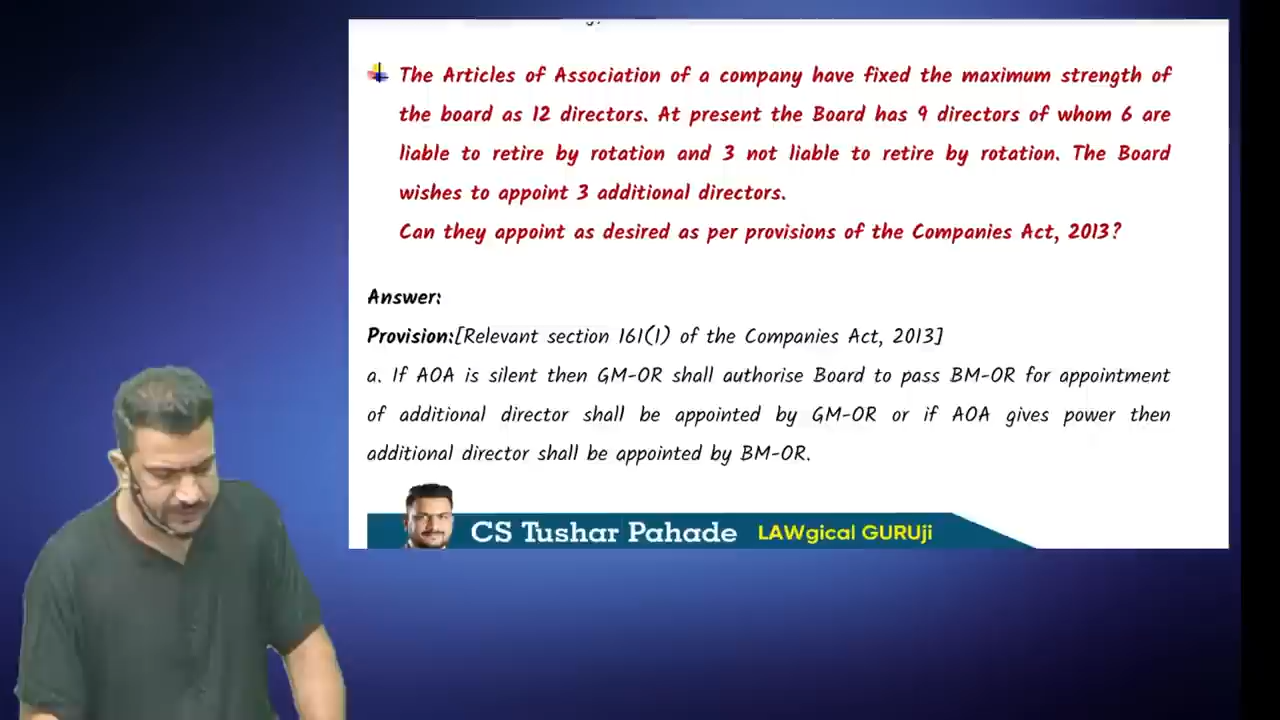 The Articles of Association of a company have fixed the maximum strength of
the board as 12 directors. At present the Board has 9 directors of whom 6 are
liable to retire by rotation and 3 not liable to retire by rotation. The Board
wishes to appoint 3 additional directors.
Can they appoint as desired as per provisions of the Companies Act, 2013?
Answer:
Provision:[Relevant section 161(1) of the Companies Act, 2013]
a. If AOA is silent then GM-OR shall authorise Board to pass BM-OR for appointment
of additional director shall be appointed by GM-OR or if AOA gives power then
additional director shall be appointed by BM-OR.
CS Tushar Pahade LAWgical GURUji